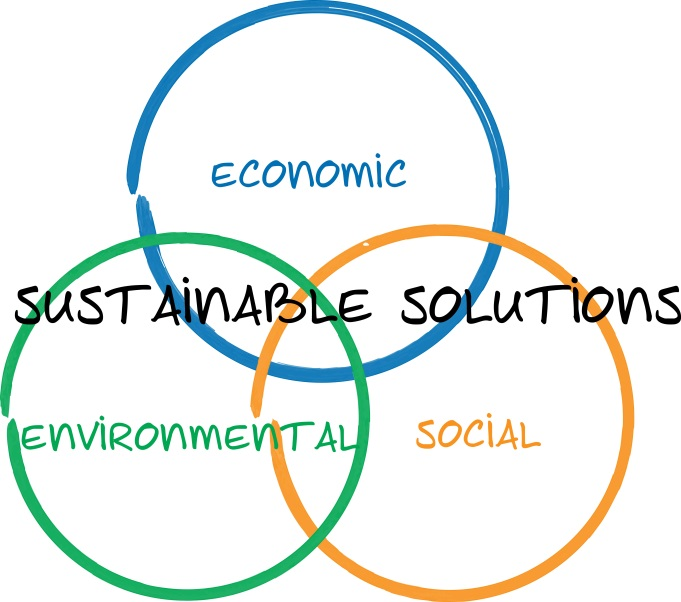 ECONOMIC
SUSTAINABLE SOLUTIONS
ENVIRONMENTAL
SOCIAL